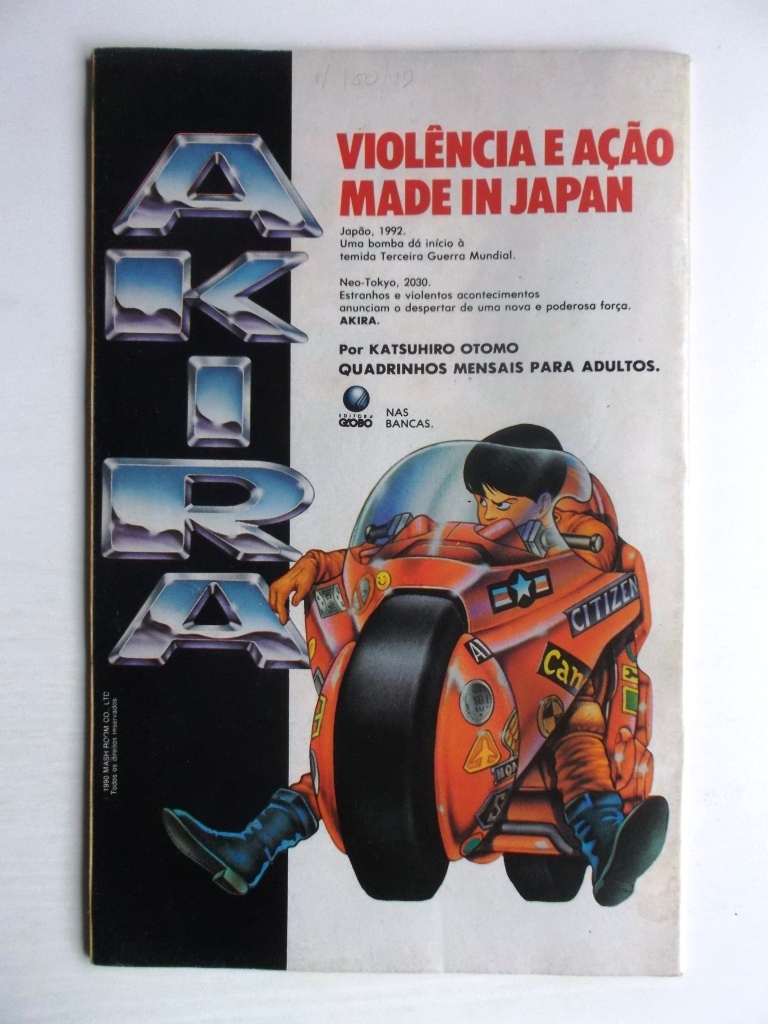 AKIRA
VIOLÊNCIA E AÇÃO
MADE IN JAPAN
Japão, 1992.
Uma bomba dá início à
temida Terceira Guerra Mundial.
Neo-Tokyo, 2030.
Estranhos e violentos acontecimentos
anunciam o despertar de uma nova e poderosa força.
AKIRA.
Por KATSUHIRO OTOMO
QUADRINHOS MENSAIS PARA ADULTOS.
EDITORA
GLOBO
NAS
BANCAS.
CITIZEN
Can
1990 MASH ROOM CO., LTD
Todos os direitos reservados